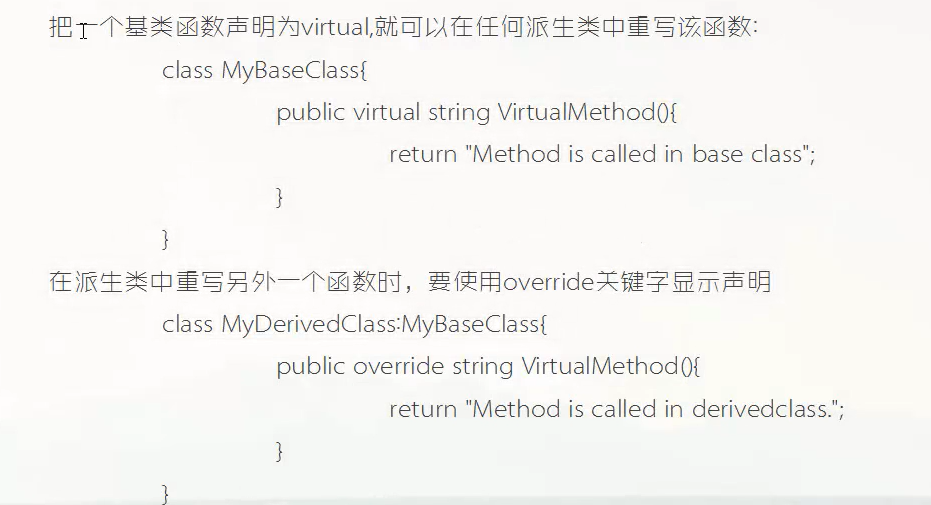 把一个基类函数声明为virtual,就可以在任何派生类中重写该函数:
class MyBaseClass{
public virtual string VirtualMethod(){
return "Method is called in base class";
}
}
在派生类中重写另外一个函数时，要使用override关键字显示声明
class MyDerivedClass:MyBaseClass{
public override string VirtualMethod(){
return "Method is called in derivedclass.";
}
}